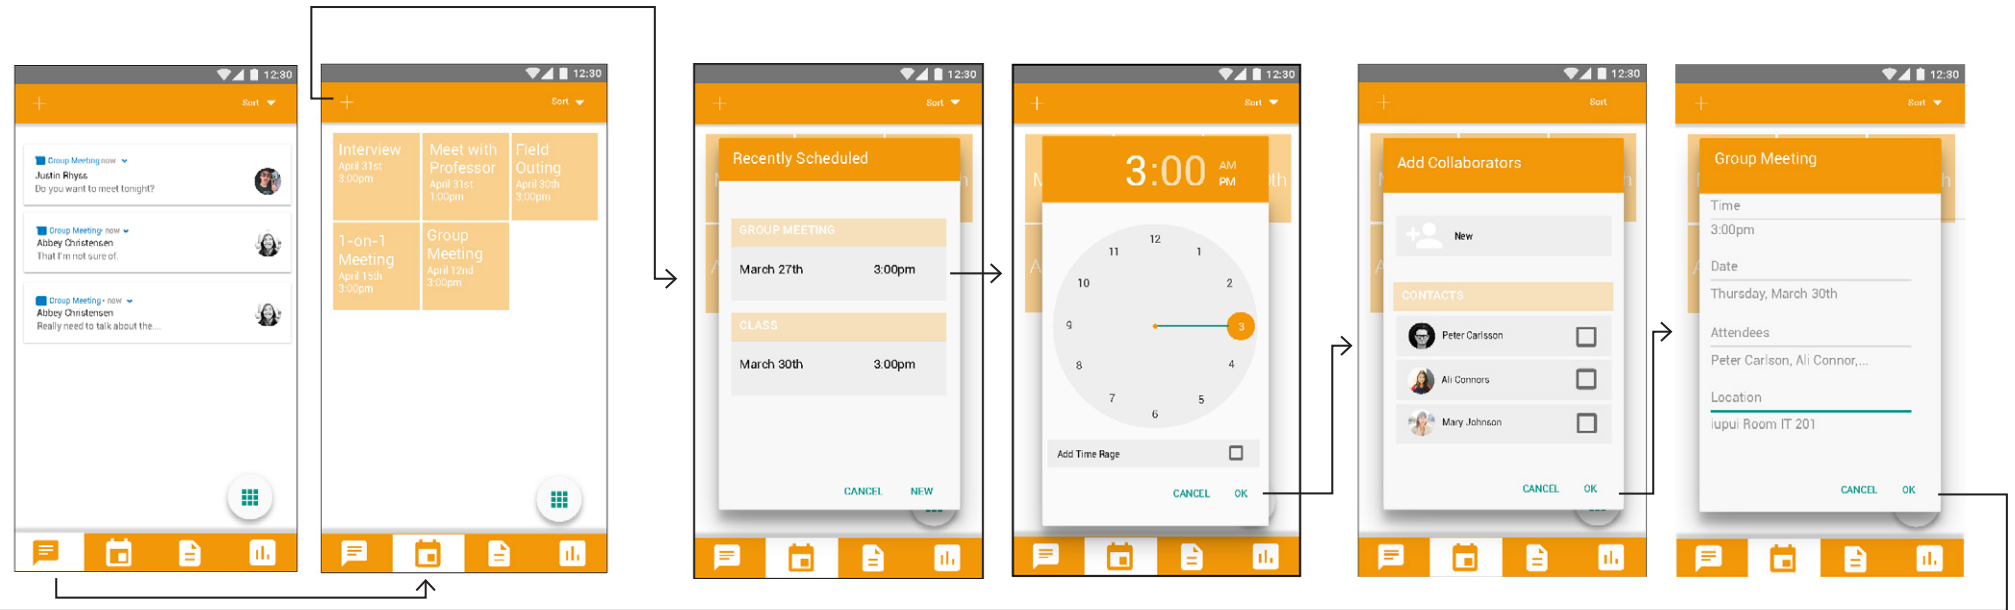 12:30
Sort
Group Meeting now
Justin Rhyss
Do you want to meet tonight?
Group Meeting· now
Abbey Christensen
That I'm not sure of.
Group Meeting · now
Abbey Christensen
Really need to talk about the...
12:30
Sort
Interview
April 31st
3:00pm
Meet with
Professor
April 31st
1:00pm
Field
Outing
April 30th
3:00pm
1-on-1
Meeting
April 15th
3:00pm
Group
Meeting
April 12nd
3:00pm
12:30
Sort
Recently Scheduled
GROUP MEETING
March 27th 3:00pm
CLASS
March 30th 3.00pm
CANCEL NEW
12:30
Sort
3:00 AM
PM
12
11 1
10 2
9 3
8 4
7 5
6
Add Time Rage
CANCEL OK
12:30
Sort
Add Collaborators
New
CONTACTS
Peter Carlsson
Ali Connors
Mary Johnson
CANCEL OK
12:30
Sort
Group Meeting
Time
3:00pm
Date
Thursday, March 30th
Attendees
Peter Carlson, Ali Connor,...
Location
iupui Room IT 201
CANCEL OK